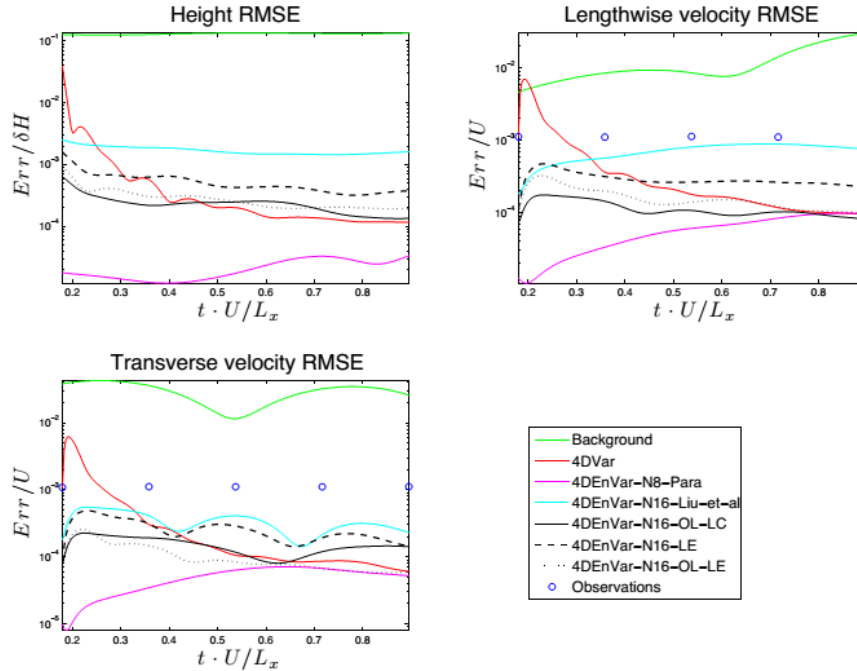 Height RMSE
10^{-1}
10^{-2}
10^{-3}
10^{-4}
Err/δH
0.2 0.3 0.4 0.5 0.6 0.7 0.8
t · U/L_x
Lengthwise velocity RMSE
10^{-2}
10^{-3}
10^{-4}
Err/U
0.2 0.3 0.4 0.5 0.6 0.7 0.8
t · U/L_x
Transverse velocity RMSE
10^{-2}
10^{-3}
10^{-4}
10^{-5}
Err/U
0.2 0.3 0.4 0.5 0.6 0.7 0.8
t · U/L_x
Background
4DVar
4DEnVar-N8-Para
4DEnVar-N16-Liu-et-al
4DEnVar-N16-OL-LC
4DEnVar-N16-LE
4DEnVar-N16-OL-LE
Observations